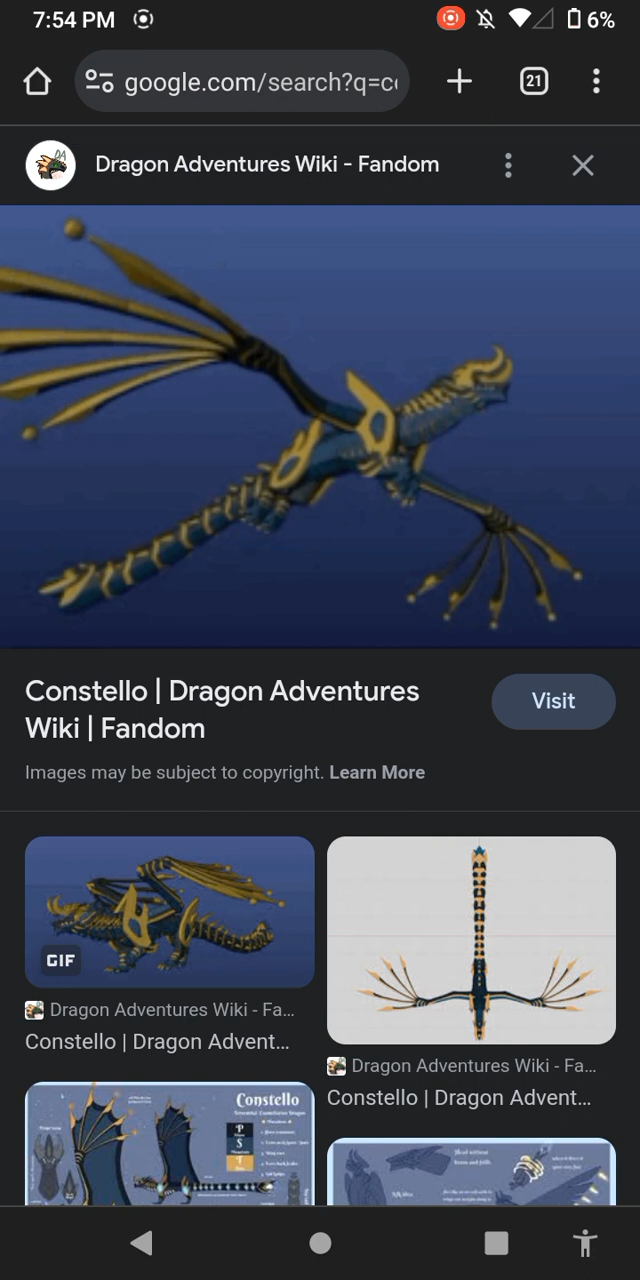 7:54 PM
6%
google.com/search?q=c
21
Dragon Adventures Wiki - Fandom
Constello | Dragon Adventures
Wiki | Fandom
Visit
Images may be subject to copyright. Learn More
GIF
Dragon Adventures Wiki - Fa...
Constello | Dragon Advent...
Dragon Adventures Wiki - Fa...
Constello | Dragon Advent...
Constello
P
S
T